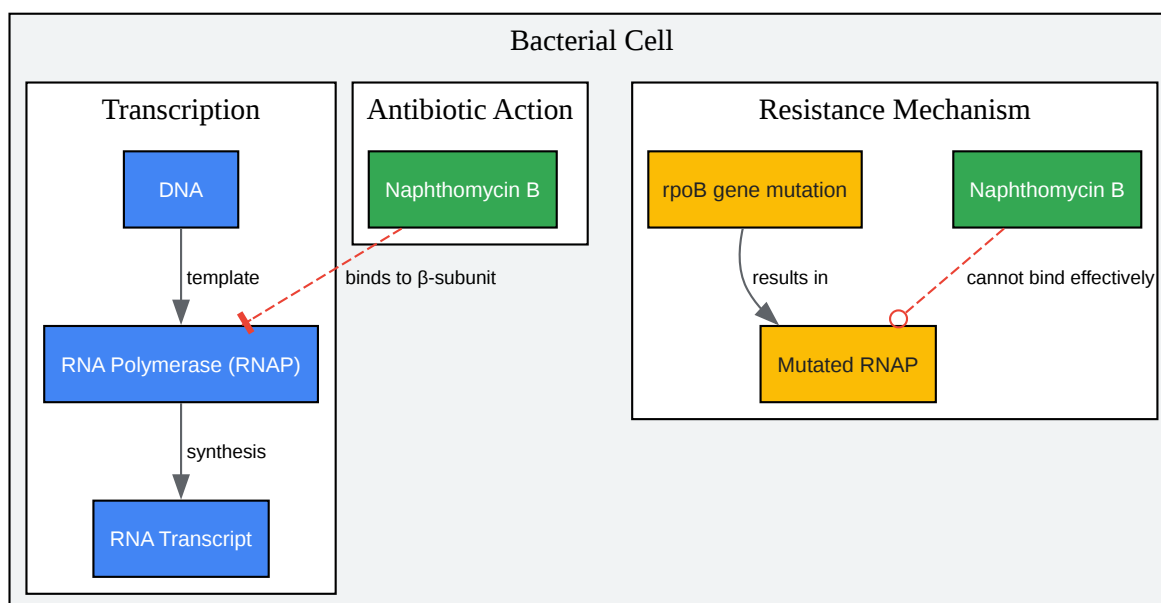 Bacterial Cell
Transcription
DNA
template
RNA Polymerase (RNAP)
synthesis
RNA Transcript
Antibiotic Action
Naphthomycin B
binds to β-subunit
Resistance Mechanism
rpoB gene mutation
Naphthomycin B
results in
cannot bind effectively
Mutated RNAP